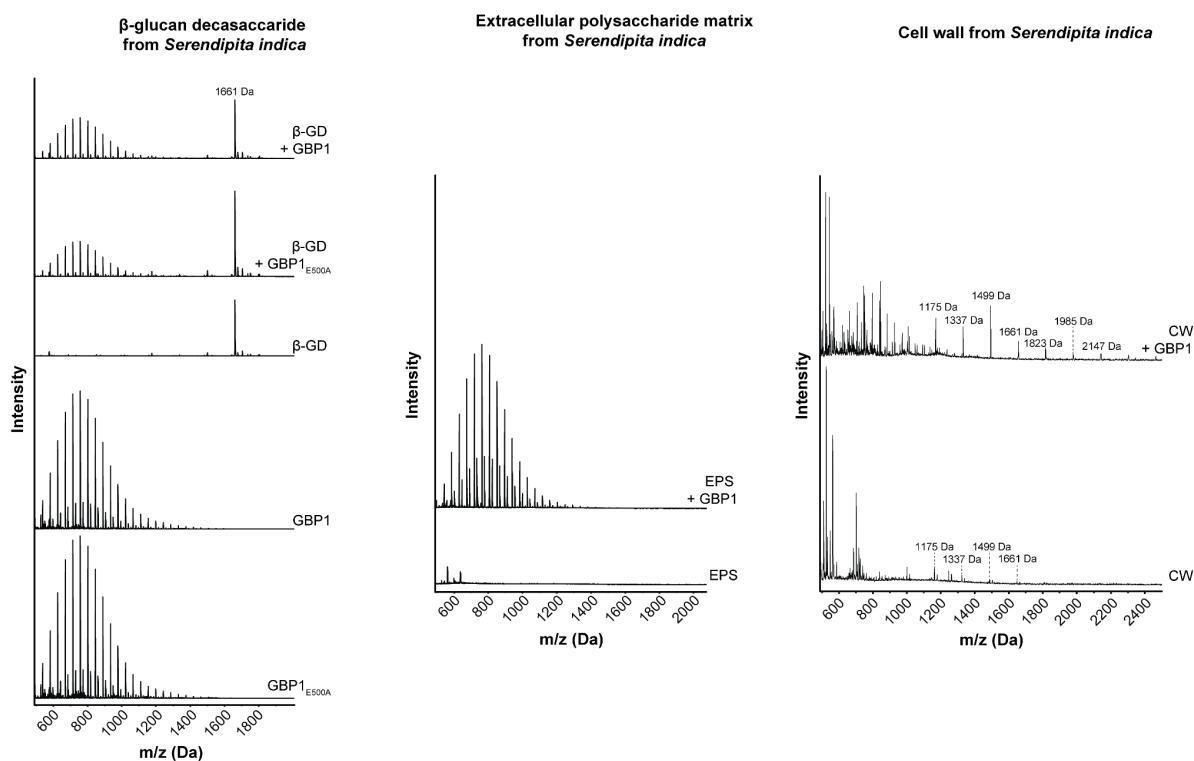 β-glucan decasaccaride
from Serendipita indica
1661 Da
β-GD
+ GBP1
β-GD
+ GBP1E500A
β-GD
GBP1
GBP1E500A
Intensity
600 800 1000 1200 1400 1600 1800
m/z (Da)
Extracellular polysaccharide matrix
from Serendipita indica
EPS
+ GBP1
EPS
Intensity
600 800 1000 1200 1400 1600 1800 2000
m/z (Da)
Cell wall from Serendipita indica
1175 Da
1337 Da
1499 Da
1661 Da
1823 Da
1985 Da
2147 Da
CW
+ GBP1
1175 Da
1337 Da
1499 Da
1661 Da
CW
Intensity
600 800 1000 1200 1400 1600 1800 2000 2200 2400
m/z (Da)